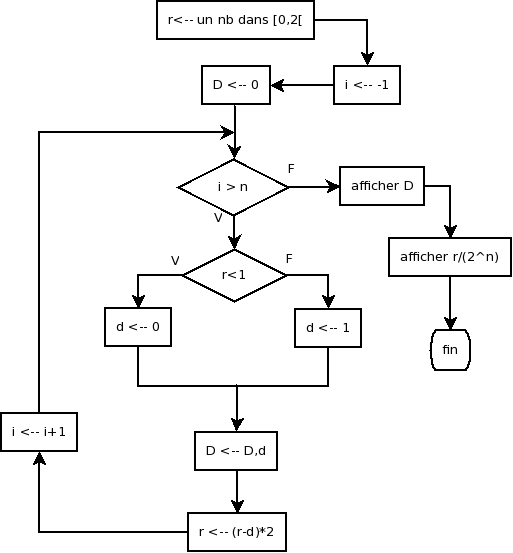 r<-- un nb dans [0,2[
i <-- -1
D <-- 0
i > n
F
V
afficher D
afficher r/(2^n)
fin
r<1
V
F
d <-- 0
d <-- 1
D <-- D,d
r <-- (r-d)*2
i <-- i+1